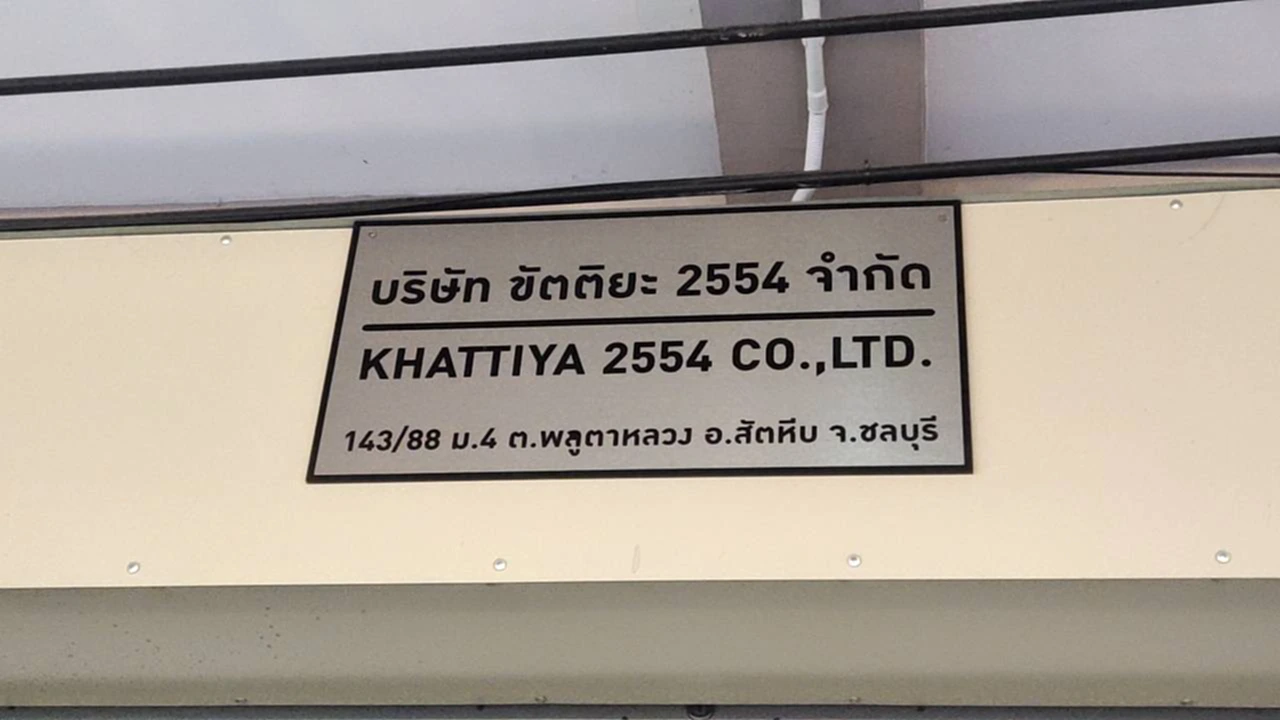 บริษัท ขัตติยะ 2554 จำกัด
KHATTIYA 2554 CO.,LTD.
143/88 ม.4 ต.พลูตาหลวง อ.สัตหีบ จ.ชลบุรี